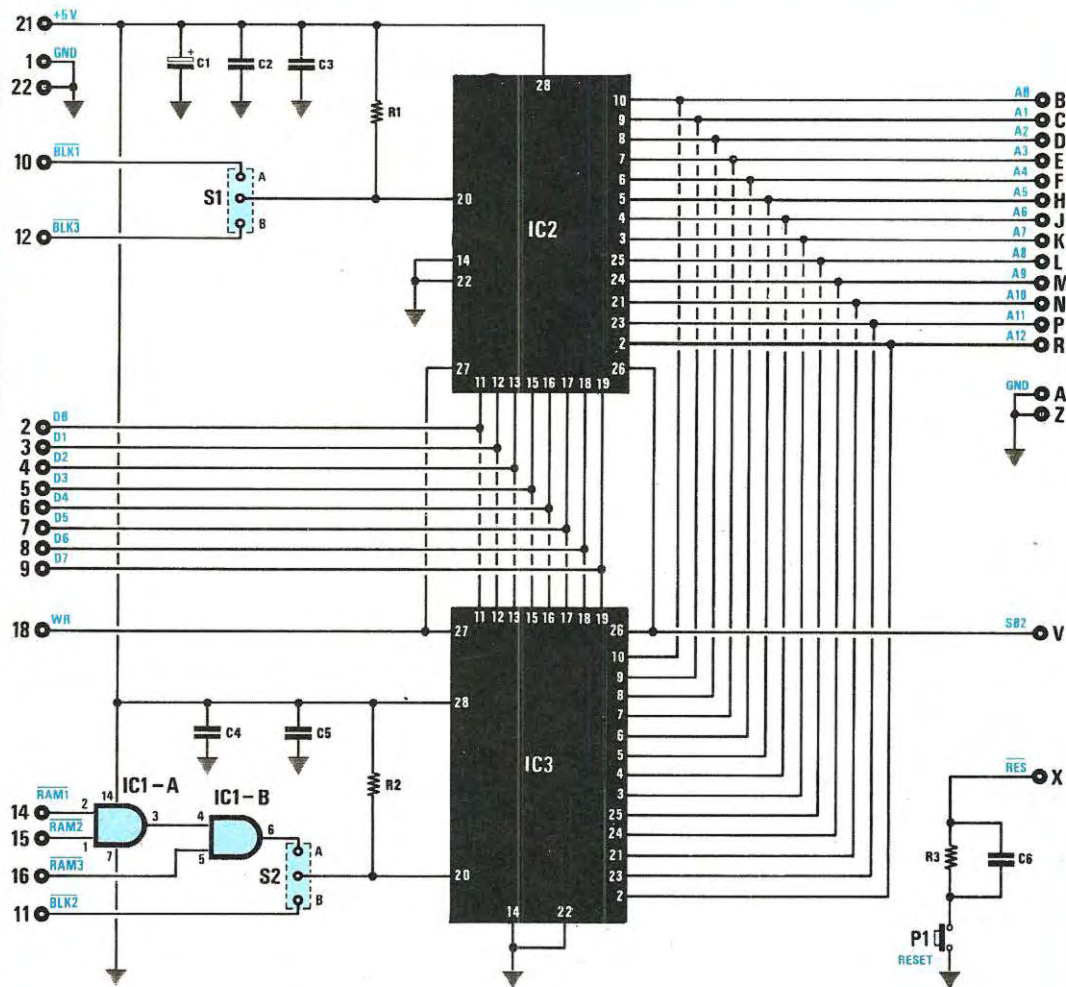 21 +5V
1 GND
22
C1 + C2 C3
R1
10 BLK1
S1 A B
12 BLK3
IC2
28
20
14
22
27
11 12 13 15 16 17 18 19
26
10 A0 B
9 A1 C
8 A2 D
7 A3 E
6 A4 F
5 A5 H
4 A6 J
3 A7 K
25 A8 L
24 A9 M
21 A10 N
23 A11 P
2 A12 R
GND A
Z
2 D0
3 D1
4 D2
5 D3
6 D4
7 D5
8 D6
9 D7
18 WR
11 12 13 15 16 17 18 19
27
26 S02 V
10
9
8
7
6
5
4
3
25
24
21
23
2
28
C4 C5
R2
IC3
20
14 22
IC1-A
14
2
1
7
3
IC1-B
4
5
6
14 RAM1
15 RAM2
16 RAM3
11 BLK2
S2 A B
RES X
R3 C6
P1
RESET